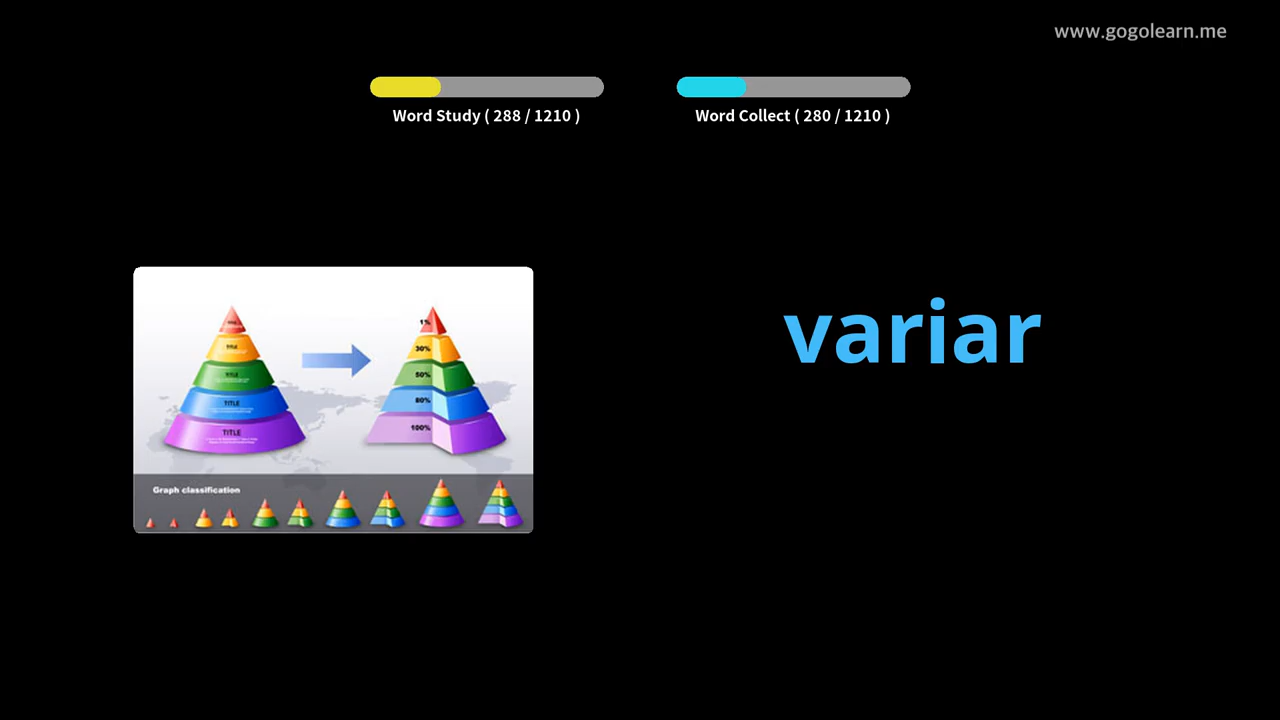 www.gogolearn.me
Word Study ( 288 / 1210 )
Word Collect ( 280 / 1210 )
variar
TITLE
TITLE
TITLE
TITLE
1%
30%
50%
80%
100%
Graph classification